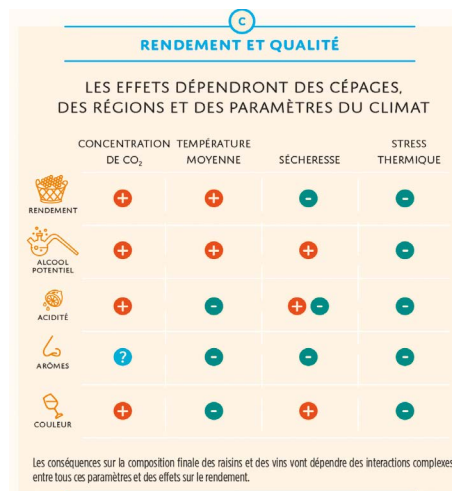 C
RENDEMENT ET QUALITÉ
LES EFFETS DÉPENDRONT DES CÉPAGES,
DES RÉGIONS ET DES PARAMÈTRES DU CLIMAT
CONCENTRATION DE CO₂
TEMPÉRATURE MOYENNE
SÉCHERESSE
STRESS THERMIQUE
RENDEMENT + + - -
ALCOOL POTENTIEL + + + -
ACIDITÉ + - + - -
ARÔMES ? - - -
COULEUR + - + -
Les conséquences sur la composition finale des raisins et des vins vont dépendre des interactions complexes
entre tous ces paramètres et des effets sur le rendement.